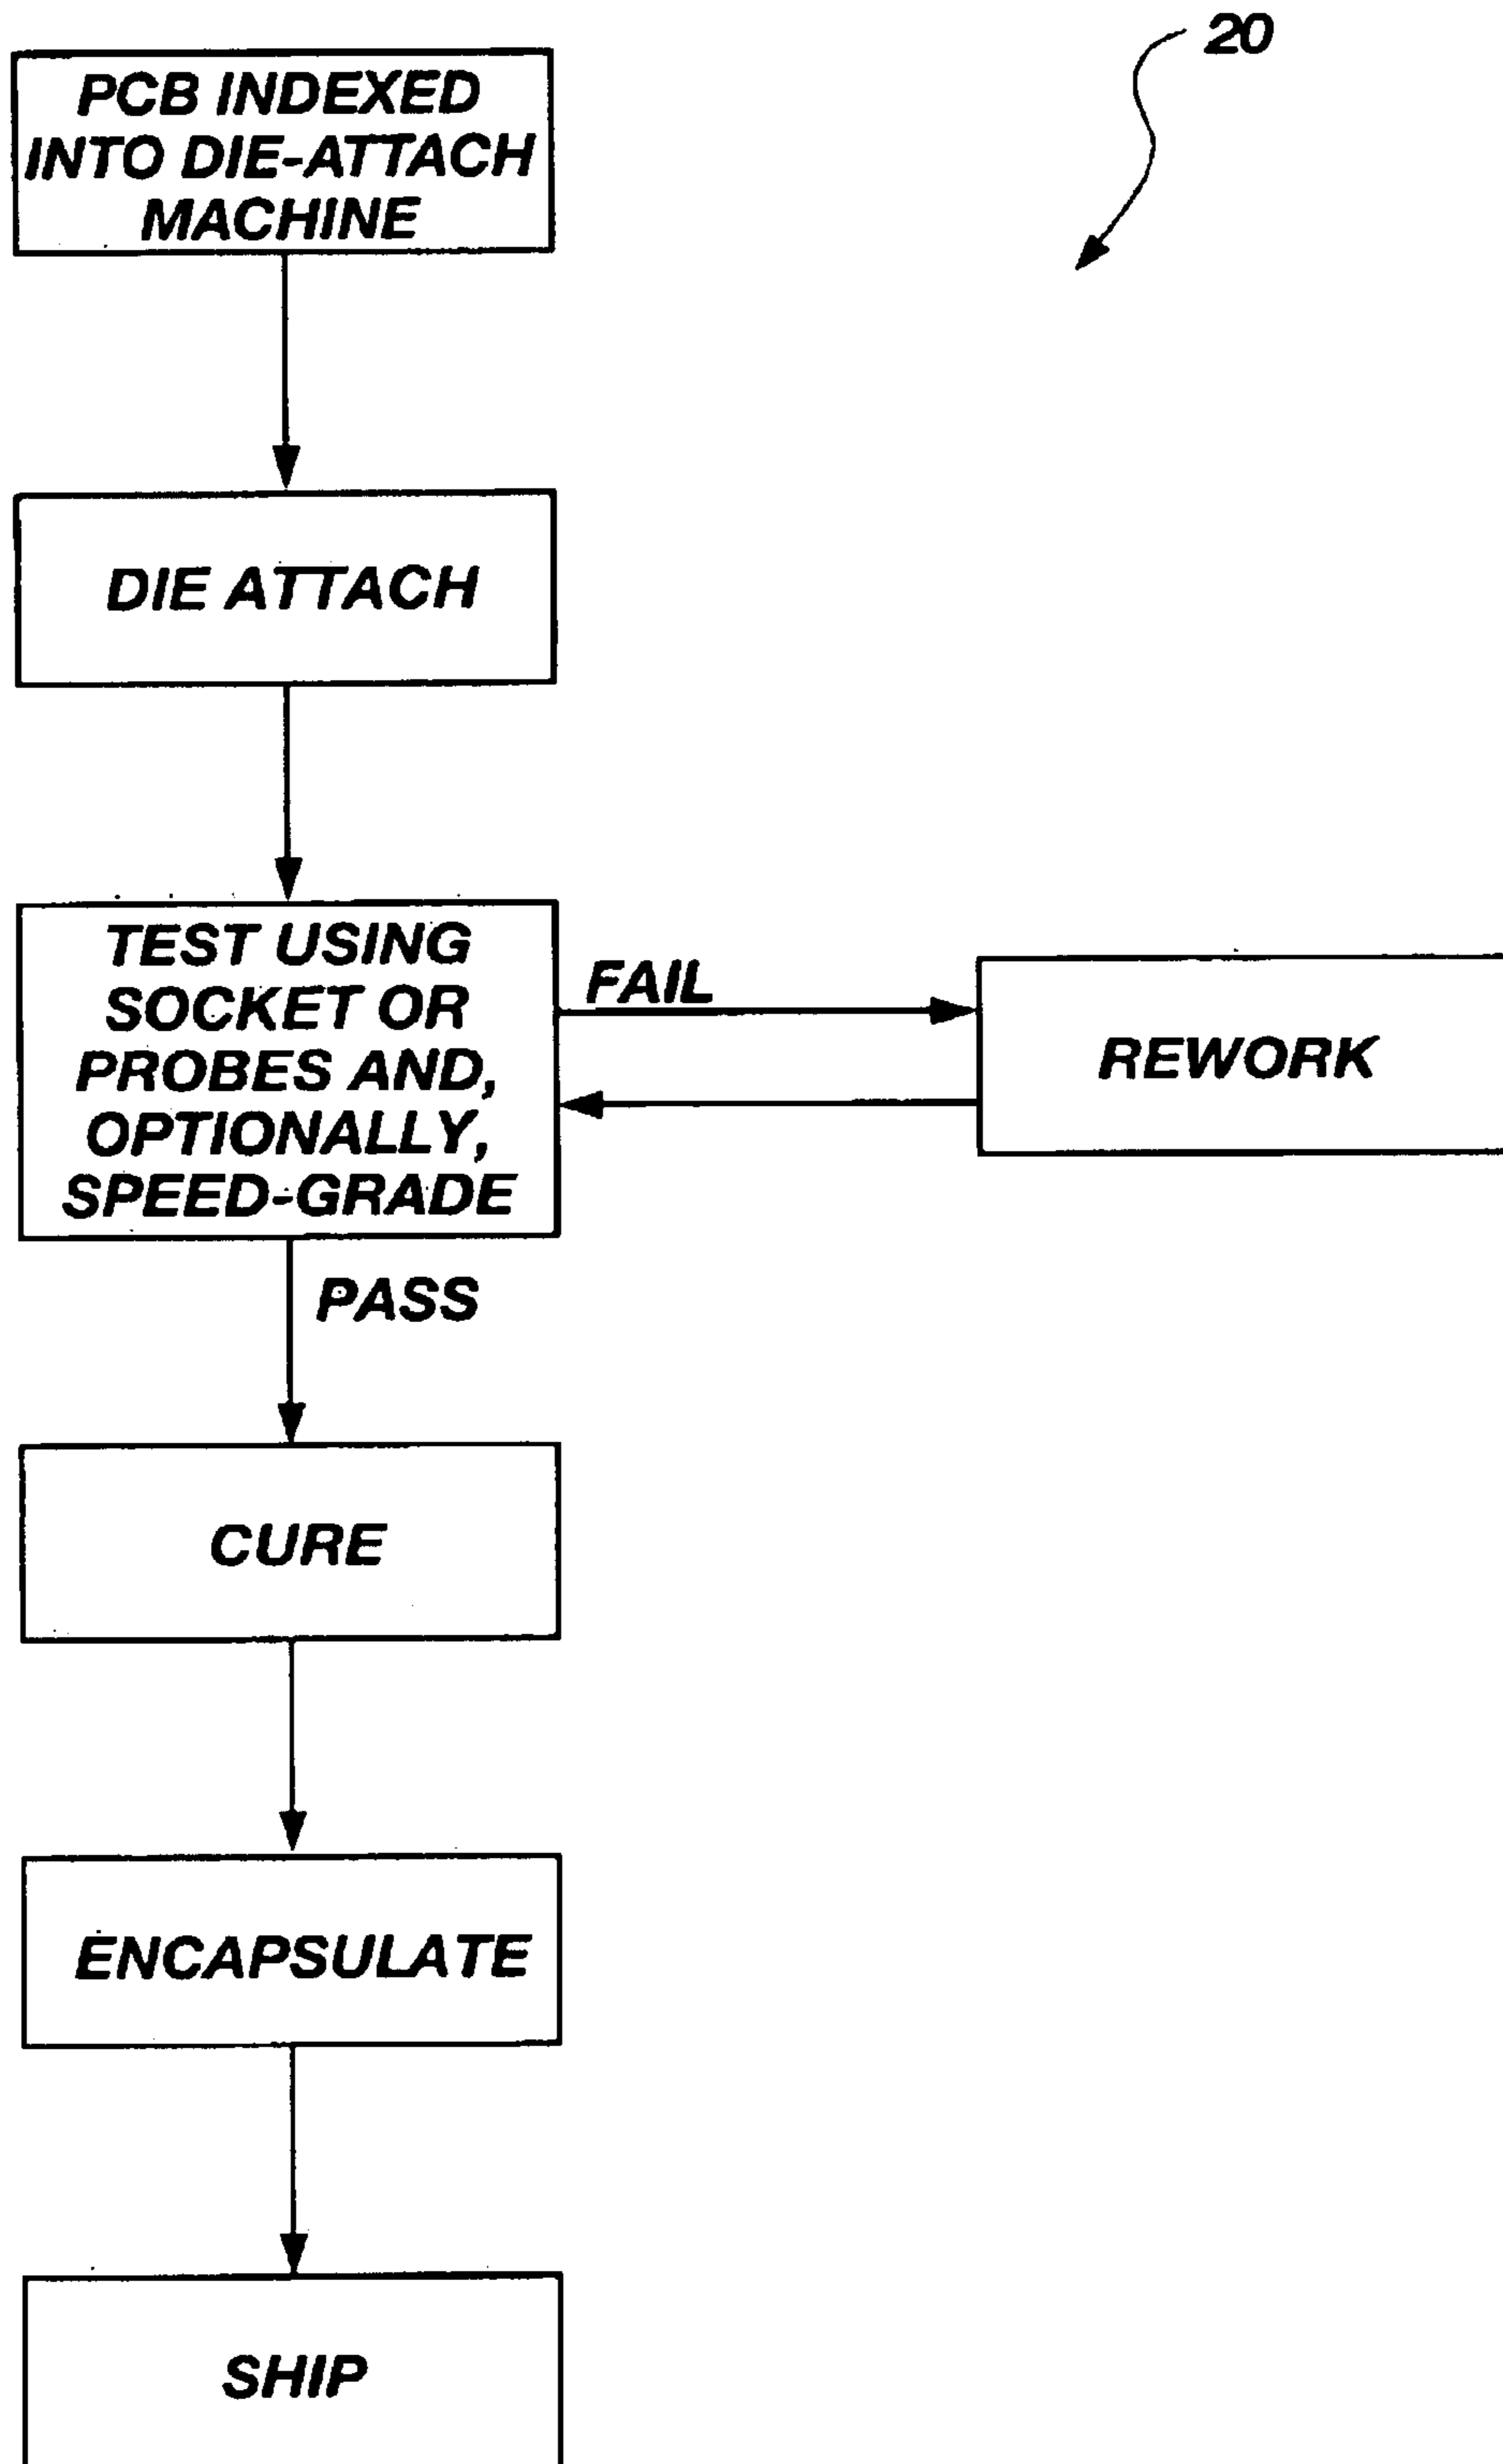 20
PCB INDEXED
INTO DIE-ATTACH
MACHINE
DIE ATTACH
TEST USING
SOCKET OR
PROBES AND,
OPTIONALLY,
SPEED-GRADE
FAIL
REWORK
PASS
CURE
ENCAPSULATE
SHIP